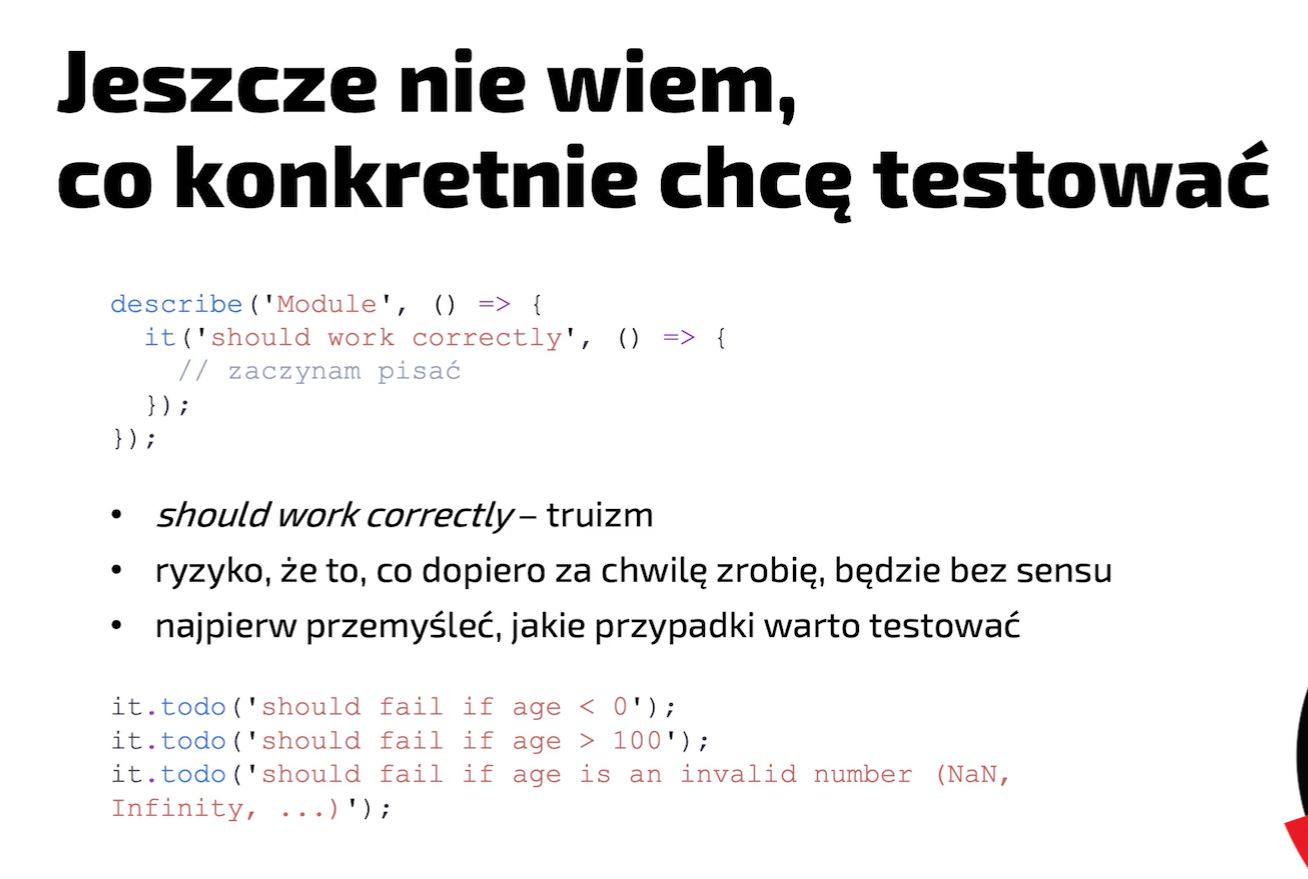 Jeszcze nie wiem,
co konkretnie chcę testować
describe('Module', () => {
  it('should work correctly', () => {
    // zaczynam pisać
  });
});
• should work correctly – truizm
• ryzyko, że to, co dopiero za chwilę zrobię, będzie bez sensu
• najpierw przemyśleć, jakie przypadki warto testować
it.todo('should fail if age < 0');
it.todo('should fail if age > 100');
it.todo('should fail if age is an invalid number (NaN,
Infinity, ...)');